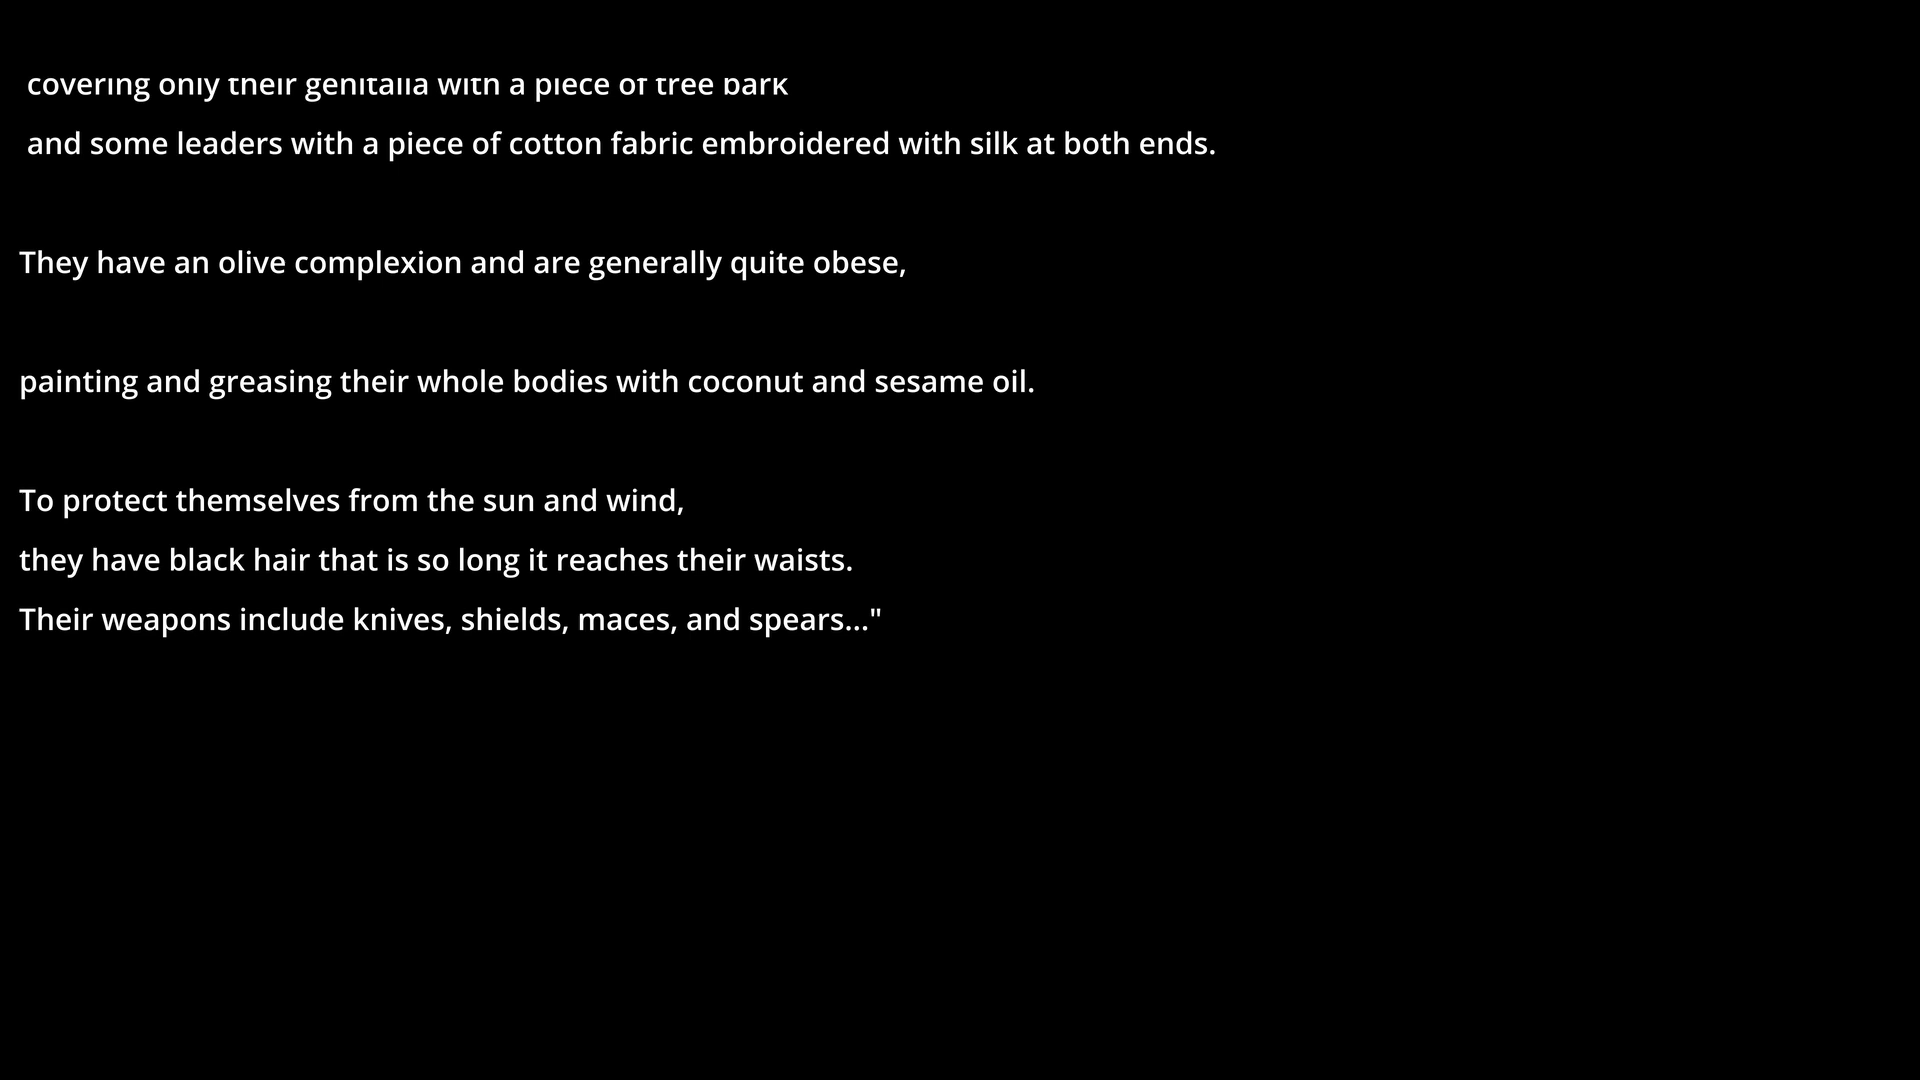 covering only their genitalia with a piece of tree bark
and some leaders with a piece of cotton fabric embroidered with silk at both ends.
They have an olive complexion and are generally quite obese,
painting and greasing their whole bodies with coconut and sesame oil.
To protect themselves from the sun and wind,
they have black hair that is so long it reaches their waists.
Their weapons include knives, shields, maces, and spears..."